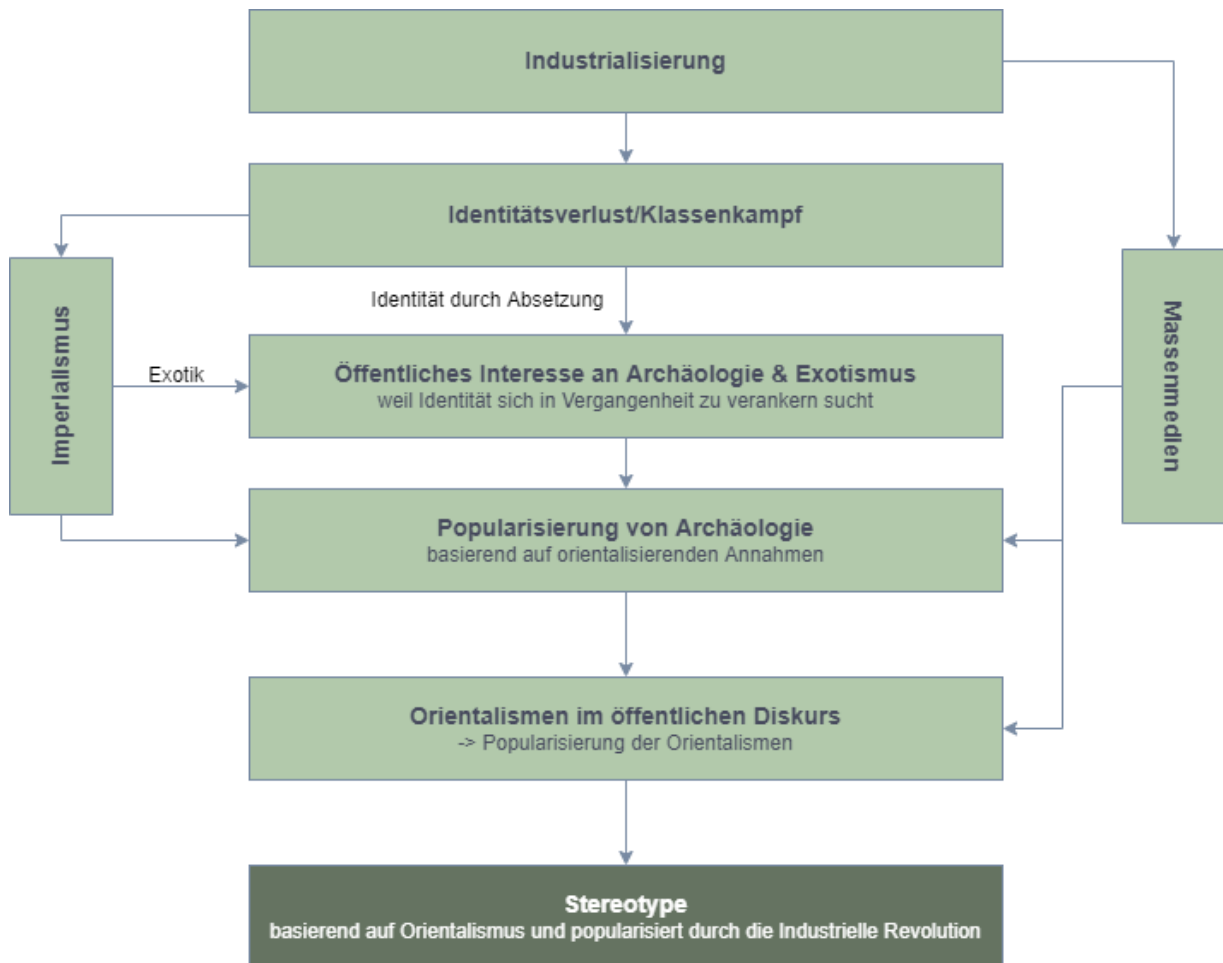 Industrialisierung
Identitätsverlust/Klassenkampf
Identität durch Absetzung
Imperialismus
Exotik
Öffentliches Interesse an Archäologie & Exotismus
weil Identität sich in Vergangenheit zu verankern sucht
Massenmedien
Popularisierung von Archäologie
basierend auf orientalisierenden Annahmen
Orientalismen im öffentlichen Diskurs
-> Popularisierung der Orientalismen
Stereotype
basierend auf Orientalismus und popularisiert durch die Industrielle Revolution